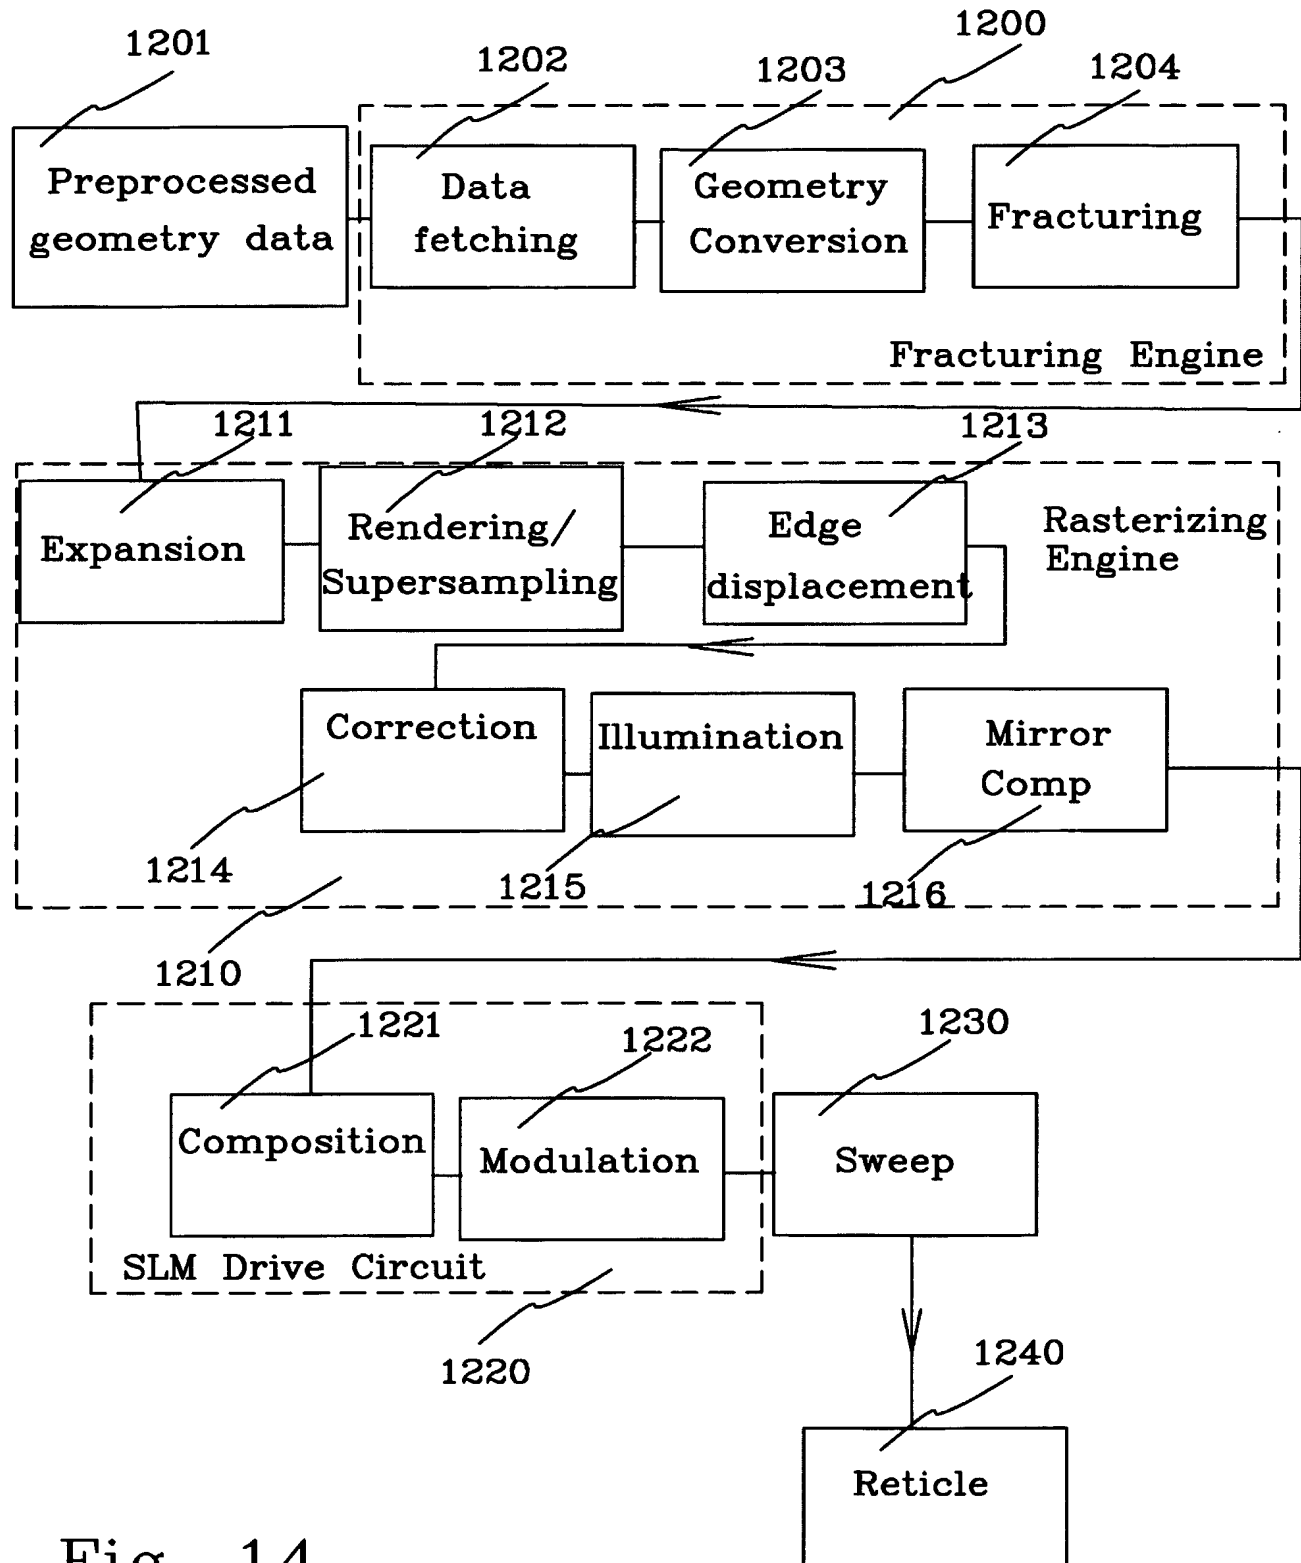 1201
1202
1203
1200
1204
Preprocessed
geometry data
Data
fetching
Geometry
Conversion
Fracturing
Fracturing Engine
1211
1212
1213
Expansion
Rendering/
Supersampling
Edge
displacement
Rasterizing
Engine
Correction
Illumination
Mirror
Comp
1214
1215
1216
1210
1221
1222
1230
Composition
Modulation
Sweep
SLM Drive Circuit
1220
1240
Reticle
Fig. 14